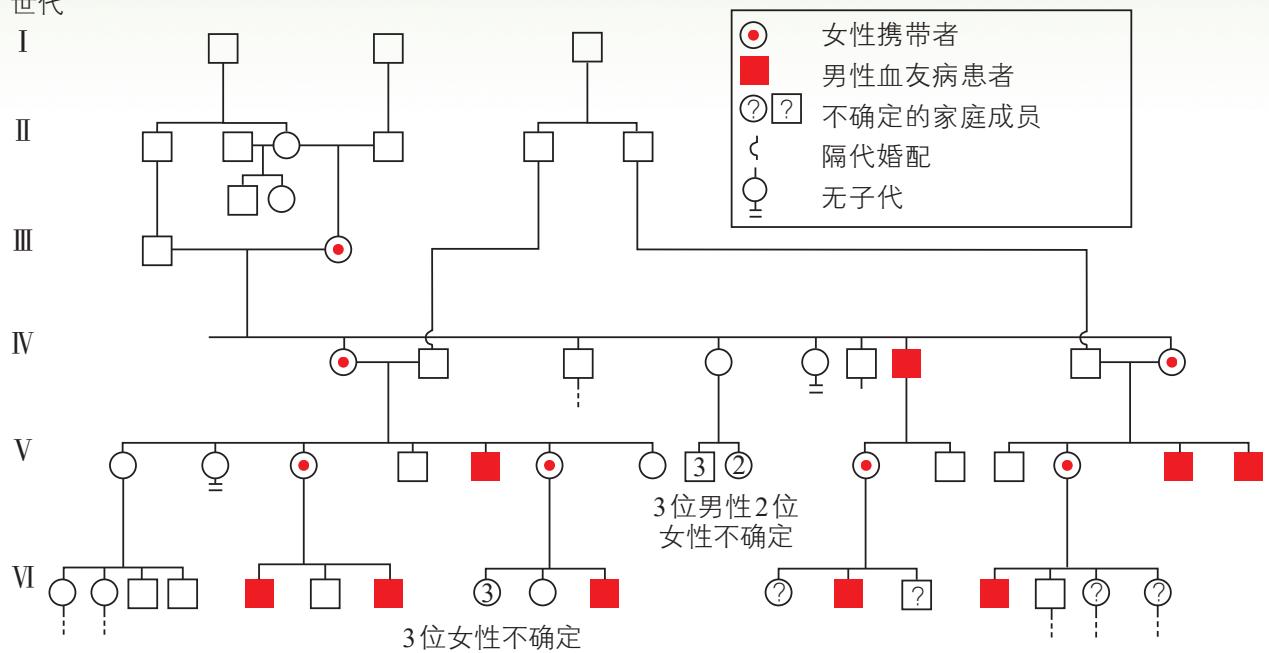 世代
I
II
III
IV
V
VI
女性携带者
男性血友病患者
? ? 不确定的家庭成员
隔代婚配
无子代
3 2
3位男性2位
女性不确定
3 ? ? ? ?
3位女性不确定